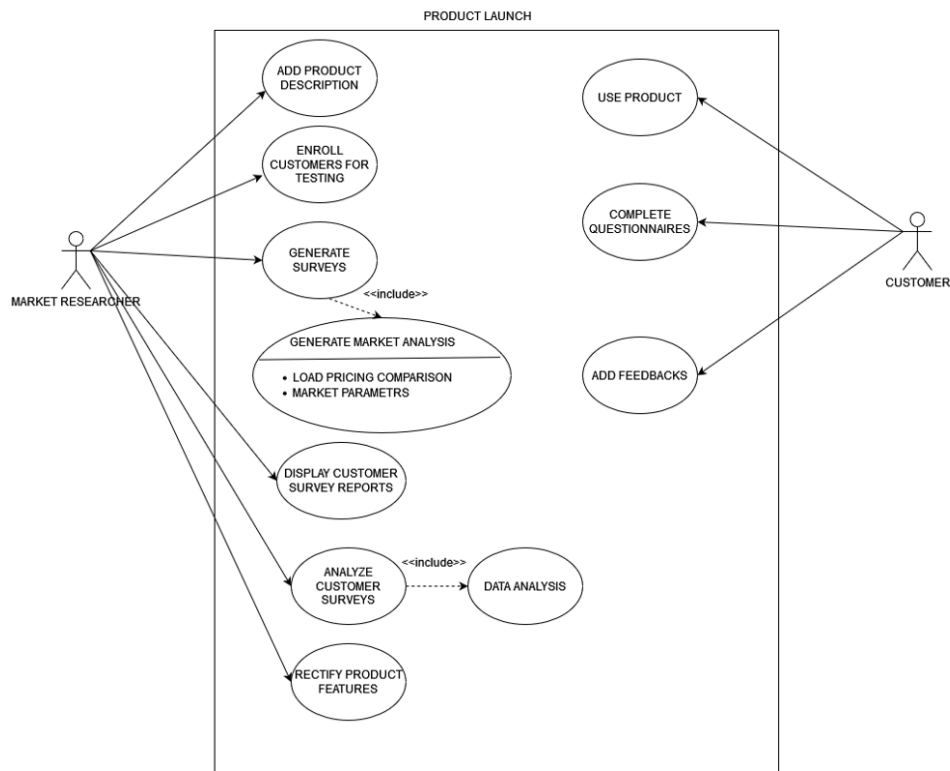 PRODUCT LAUNCH
ADD PRODUCT
DESCRIPTION
USE PRODUCT
ENROLL
CUSTOMERS FOR
TESTING
COMPLETE
QUESTIONNAIRES
GENERATE
SURVEYS
MARKET RESEARCHER
CUSTOMER
<<include>>
GENERATE MARKET ANALYSIS
• LOAD PRICING COMPARISON
• MARKET PARAMETRS
ADD FEEDBACKS
DISPLAY CUSTOMER
SURVEY REPORTS
ANALYZE
CUSTOMER
SURVEYS
<<include>>
DATA ANALYSIS
RECTIFY PRODUCT
FEATURES